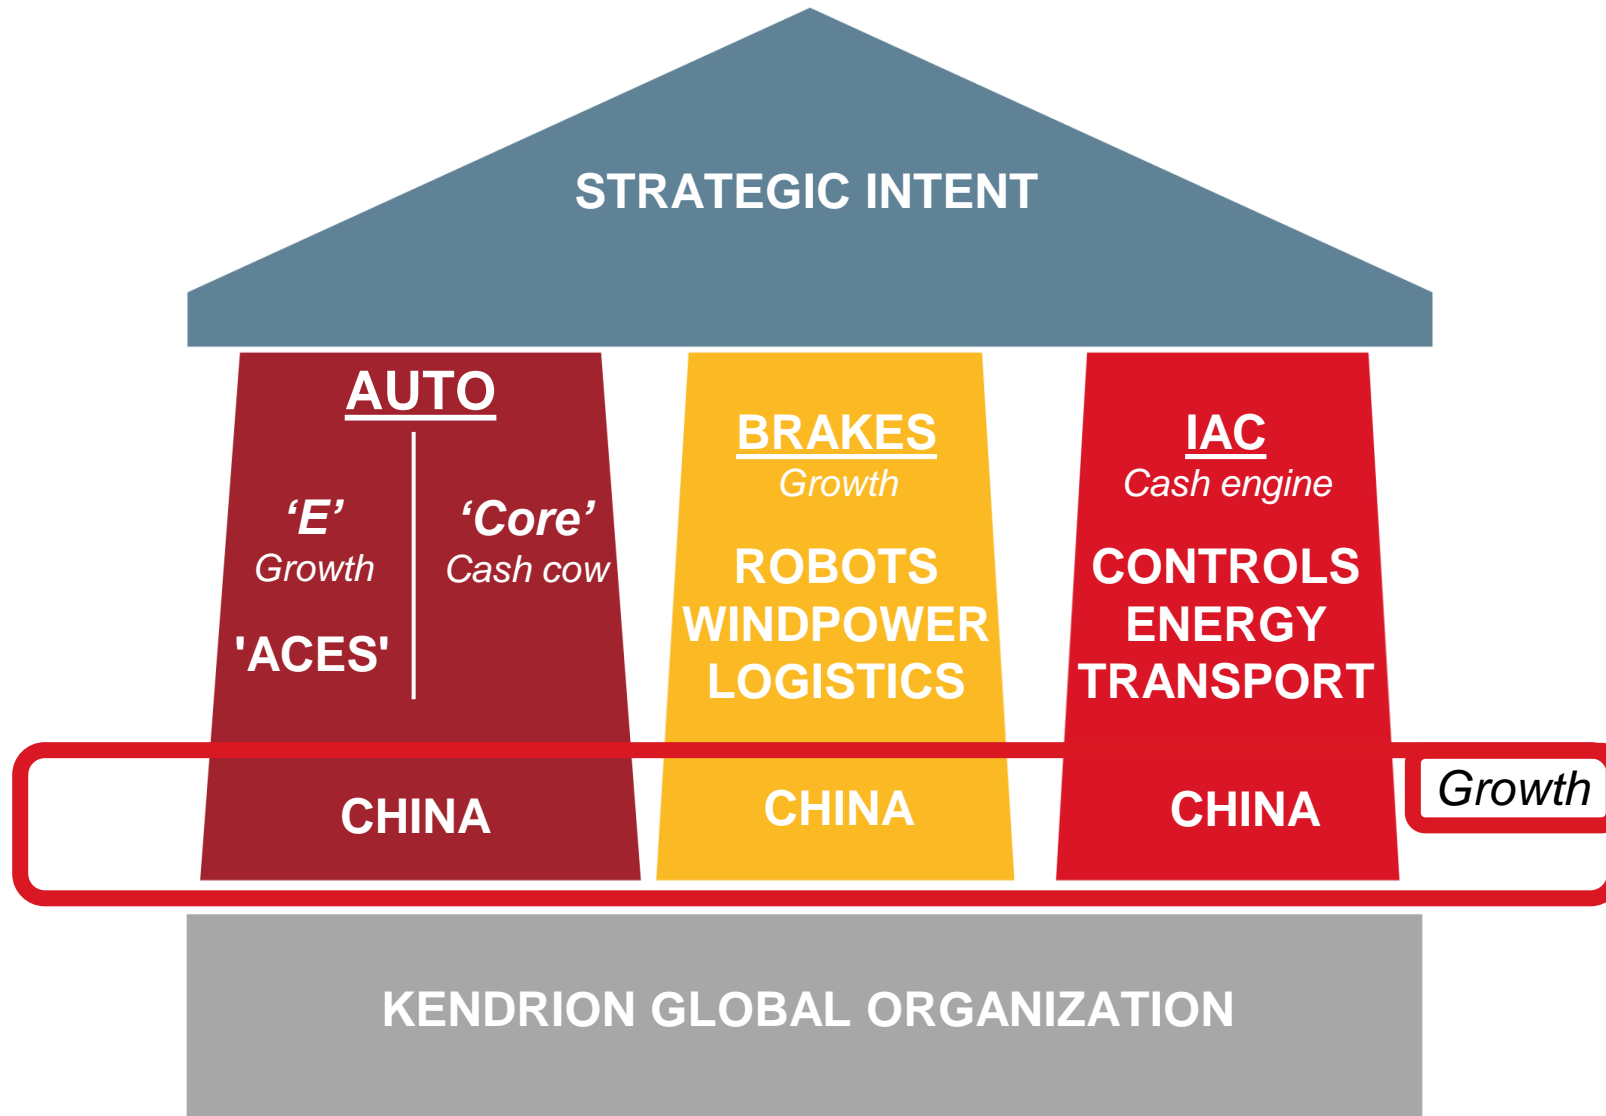 STRATEGIC INTENT
AUTO
‘E’
Growth
'ACES'
‘Core’
Cash cow
CHINA
BRAKES
Growth
ROBOTS
WINDPOWER
LOGISTICS
CHINA
IAC
Cash engine
CONTROLS
ENERGY
TRANSPORT
CHINA
Growth
KENDRION GLOBAL ORGANIZATION